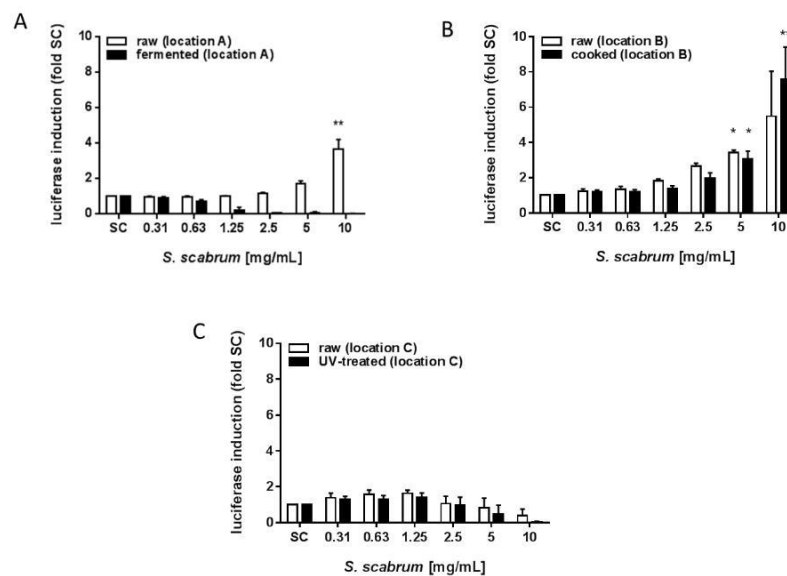 A
raw (location A)
fermented (location A)
luciferase induction (fold SC)
10
8
6
4
2
0
**
SC 0.31 0.63 1.25 2.5 5 10
S. scabrum [mg/mL]
B
raw (location B)
cooked (location B)
luciferase induction (fold SC)
10
8
6
4
2
0
* *
**
SC 0.31 0.63 1.25 2.5 5 10
S. scabrum [mg/mL]
C
raw (location C)
UV-treated (location C)
luciferase induction (fold SC)
10
8
6
4
2
0
SC 0.31 0.63 1.25 2.5 5 10
S. scabrum [mg/mL]